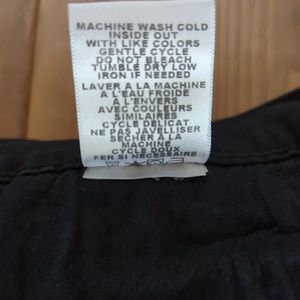 MACHINE WASH COLD
INSIDE OUT
WITH LIKE COLORS
GENTLE CYCLE
DO NOT BLEACH
TUMBLE DRY LOW
IRON IF NEEDED
LAVER A LA MACHINE
A L'EAU FROIDE
A L'ENVERS
AVEC COULEURS
SIMILAIRES
CYCLE DELICAT
NE PAS JAVELLISER
SECHER A LA
MACHINE
CYCLE DOUX
FER SI NECESSAIRE